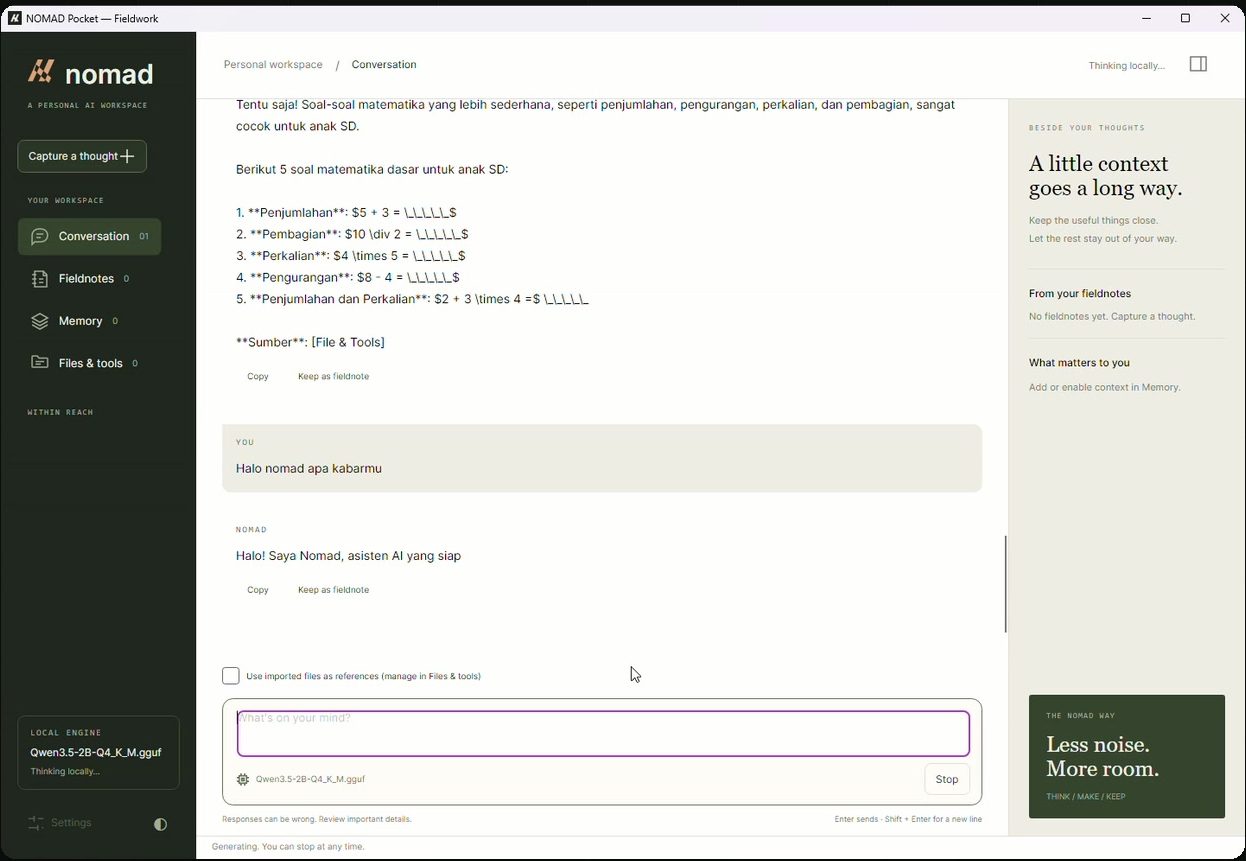 NOMAD Pocket — Fieldwork
nomad
A PERSONAL AI WORKSPACE
Capture a thought
YOUR WORKSPACE
Conversation 01
Fieldnotes 0
Memory 0
Files & tools 0
WITHIN REACH
LOCAL ENGINE
Qwen3.5-2B-Q4_K_M.gguf
Thinking locally...
Settings
Personal workspace / Conversation
Thinking locally...
Tentu saja! Soal-soal matematika yang lebih sederhana, seperti penjumlahan, pengurangan, perkalian, dan pembagian, sangat
cocok untuk anak SD.
Berikut 5 soal matematika dasar untuk anak SD:
1. **Penjumlahan**: $5 + 3 = \_\_\_\_\_$
2. **Pembagian**: $10 \div 2 = \_\_\_\_\_$
3. **Perkalian**: $4 \times 5 = \_\_\_\_\_$
4. **Pengurangan**: $8 - 4 = \_\_\_\_\_$
5. **Penjumlahan dan Perkalian**: $2 + 3 \times 4 =$ \_\_\_\_\_
**Sumber**: [File & Tools]
Copy Keep as fieldnote
YOU
Halo nomad apa kabarmu
NOMAD
Halo! Saya Nomad, asisten AI yang siap
Copy Keep as fieldnote
Use imported files as references (manage in Files & tools)
What's on your mind?
Qwen3.5-2B-Q4_K_M.gguf
Stop
Responses can be wrong. Review important details.
Enter sends · Shift + Enter for a new line
Generating. You can stop at any time.
BESIDE YOUR THOUGHTS
A little context
goes a long way.
Keep the useful things close.
Let the rest stay out of your way.
From your fieldnotes
No fieldnotes yet. Capture a thought.
What matters to you
Add or enable context in Memory.
THE NOMAD WAY
Less noise.
More room.
THINK / MAKE / KEEP